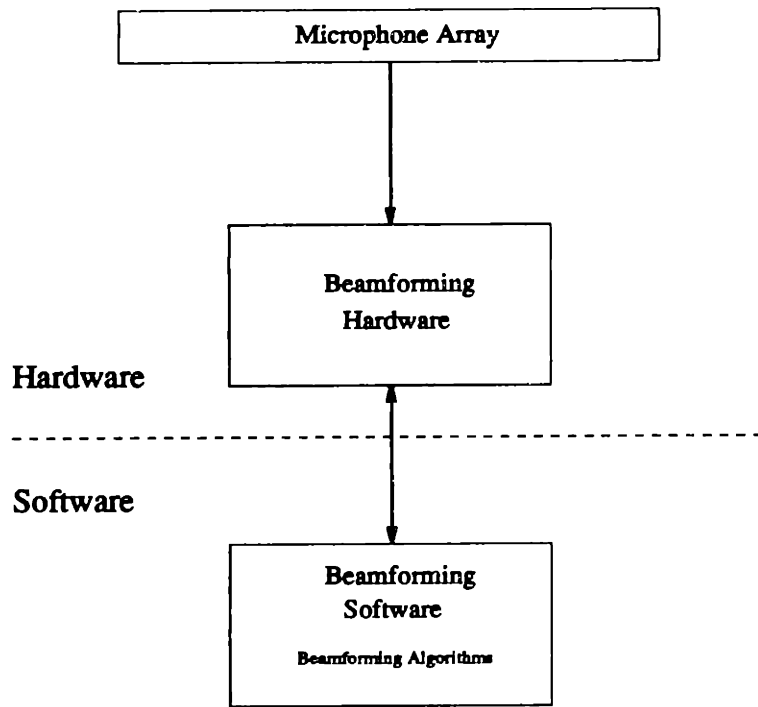 Microphone Array
Beamforming
Hardware
Hardware
Software
Beamforming
Software
Beamforming Algorithms